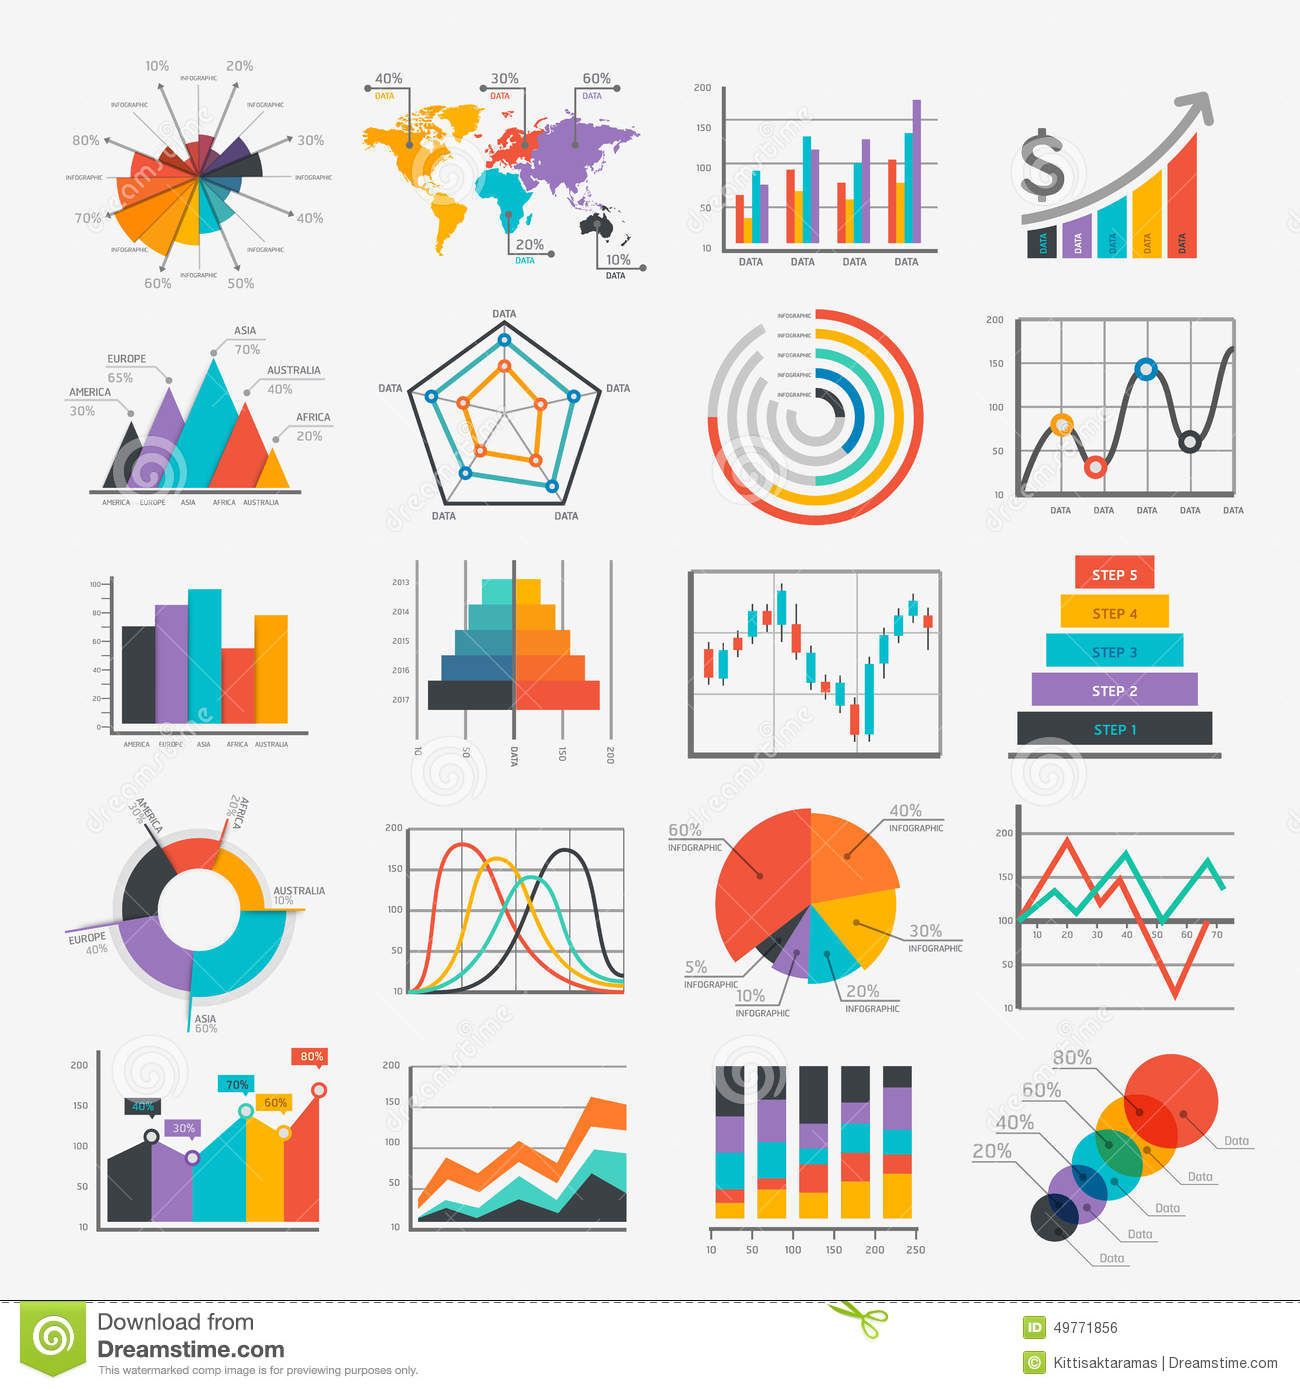 10%
20%
INFOGRAPHIC
INFOGRAPHIC
INFOGRAPHIC
80%
30%
INFOGRAPHIC
INFOGRAPHIC
70%
40%
INFOGRAPHIC
INFOGRAPHIC
INFOGRAPHIC
60%
50%
40%
DATA
30%
DATA
60%
DATA
20%
DATA
10%
DATA
200
150
100
50
10
DATA DATA DATA DATA
$
DATA DATA DATA DATA DATA
ASIA
70%
EUROPE
65%
AUSTRALIA
40%
AMERICA
30%
AFRICA
20%
AMERICA EUROPE ASIA AFRICA AUSTRALIA
DATA
DATA
DATA
DATA
DATA
INFOGRAPHIC
INFOGRAPHIC
INFOGRAPHIC
INFOGRAPHIC
INFOGRAPHIC
200
150
100
50
10
DATA DATA DATA DATA DATA
100
80
60
40
20
0
AMERICA EUROPE ASIA AFRICA AUSTRALIA
2013
2014
2015
2016
2017
10 50 DATA 150 200
STEP 5
STEP 4
STEP 3
STEP 2
STEP 1
AMERICA
30%
AFRICA
20%
AUSTRALIA
10%
EUROPE
40%
ASIA
60%
200
150
100
50
10
60%
INFOGRAPHIC
40%
INFOGRAPHIC
30%
INFOGRAPHIC
5%
INFOGRAPHIC
10%
INFOGRAPHIC
20%
INFOGRAPHIC
200
150
100
10 20 30 40 50 60 70
50
10
200
150
100
50
10
40%
30%
70%
60%
80%
200
150
100
50
10
10 50 100 150 200 250
80%
60%
40%
20%
Data
Data
Data
Data
Data
dreamstime
Download from
Dreamstime.com
This watermarked comp image is for previewing purposes only.
ID 49771856
© Kittisaktaramas | Dreamstime.com